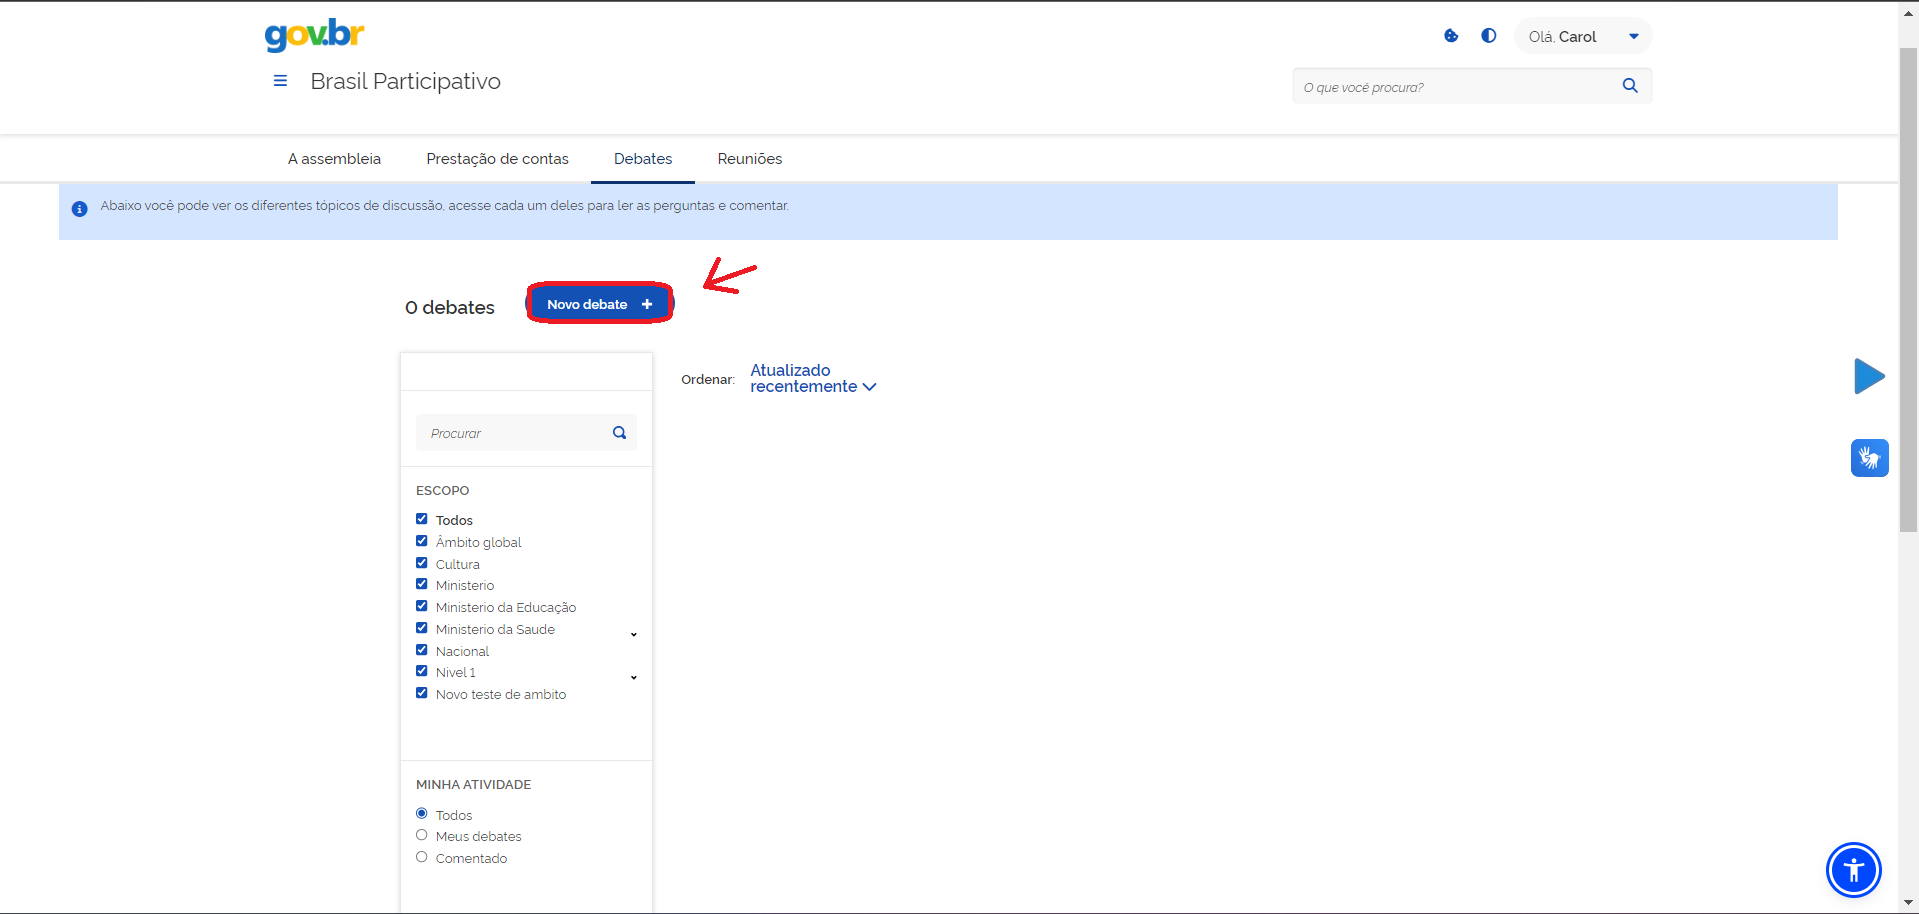 gov.br
Olá, Carol
Brasil Participativo
O que você procura?
A assembleia
Prestação de contas
Debates
Reuniões
Abaixo você pode ver os diferentes tópicos de discussão, acesse cada um deles para ler as perguntas e comentar.
0 debates
Novo debate +
Ordenar:
Atualizado
recentemente
Procurar
ESCOPO
Todos
Âmbito global
Cultura
Ministerio
Ministerio da Educação
Ministerio da Saude
Nacional
Nivel 1
Novo teste de ambito
MINHA ATIVIDADE
Todos
Meus debates
Comentado